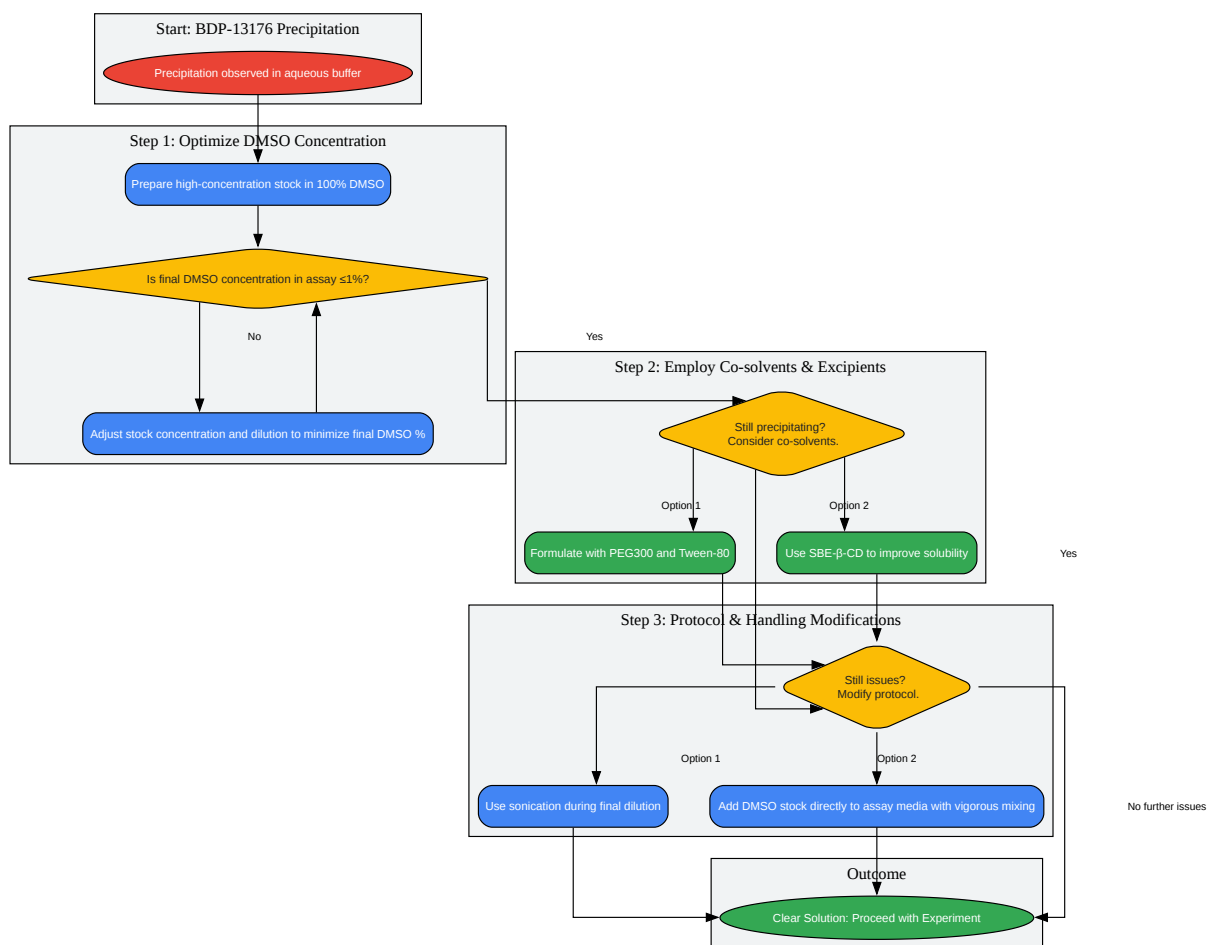 Start: BDP-13176 Precipitation
Precipitation observed in aqueous buffer
Step 1: Optimize DMSO Concentration
Prepare high-concentration stock in 100% DMSO
Is final DMSO concentration in assay ≤1%?
No
Yes
Adjust stock concentration and dilution to minimize final DMSO %
Step 2: Employ Co-solvents & Excipients
Still precipitating?
Consider co-solvents.
Option 1
Option 2
Formulate with PEG300 and Tween-80
Use SBE-β-CD to improve solubility
Yes
Step 3: Protocol & Handling Modifications
Still issues?
Modify protocol.
Option 1
Option 2
Use sonication during final dilution
Add DMSO stock directly to assay media with vigorous mixing
No further issues
Outcome
Clear Solution: Proceed with Experiment